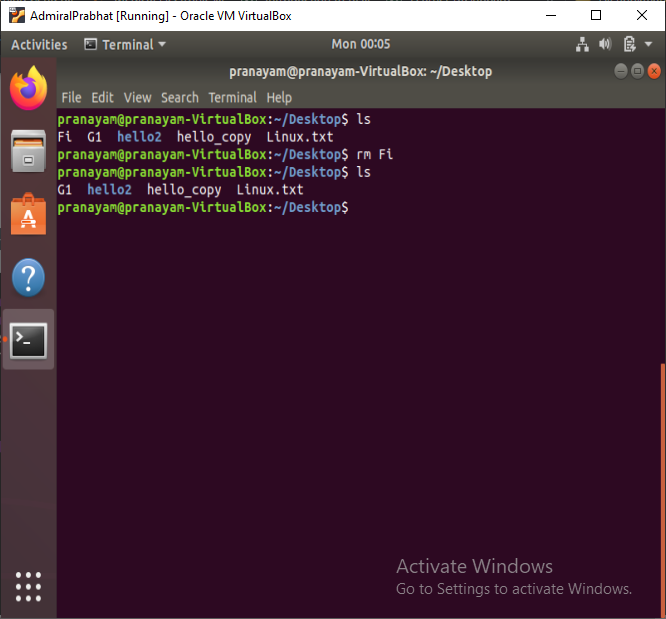 AdmiralPrabhat [Running] - Oracle VM VirtualBox
Activities Terminal Mon 00:05
pranayam@pranayam-VirtualBox: ~/Desktop
File Edit View Search Terminal Help
pranayam@pranayam-VirtualBox:~/Desktop$ ls
Fi G1 hello2 hello_copy Linux.txt
pranayam@pranayam-VirtualBox:~/Desktop$ rm Fi
pranayam@pranayam-VirtualBox:~/Desktop$ ls
G1 hello2 hello_copy Linux.txt
pranayam@pranayam-VirtualBox:~/Desktop$
Activate Windows
Go to Settings to activate Windows.